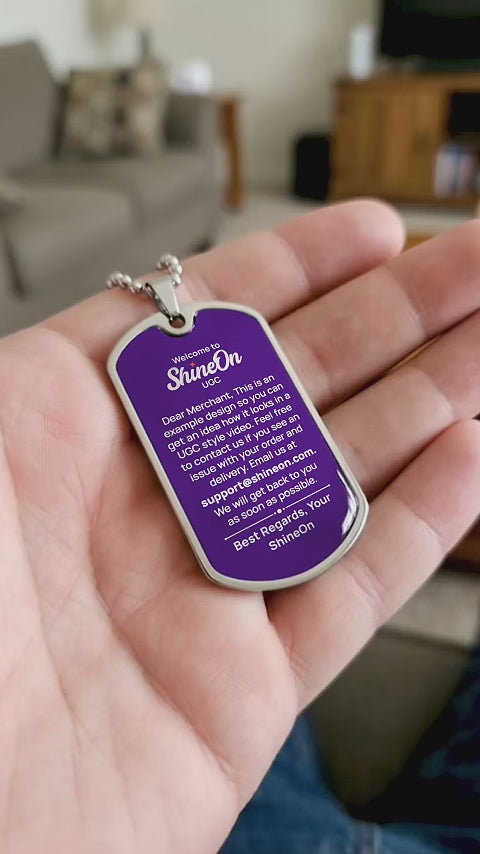 Welcome to
ShineOn
UGC
Dear Merchant, This is an
example design so you can
get an idea how it looks in a
UGC style video. Feel free
to contact us if you see an
issue with your order and
delivery. Email us at
support@shineon.com.
We will get back to you
as soon as possible.
Best Regards, Your
ShineOn